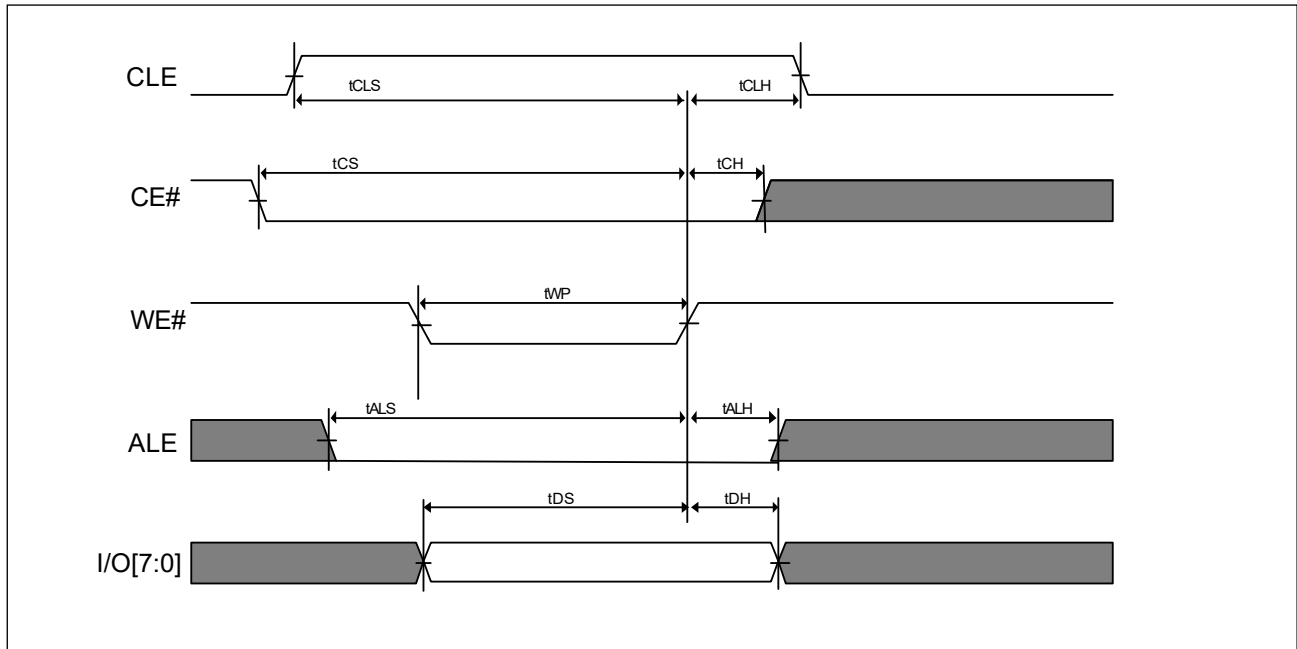 CLE
tCLS
tCLH
CE#
tCS
tCH
WE#
tWP
ALE
tALS
tALH
I/O[7:0]
tDS
tDH